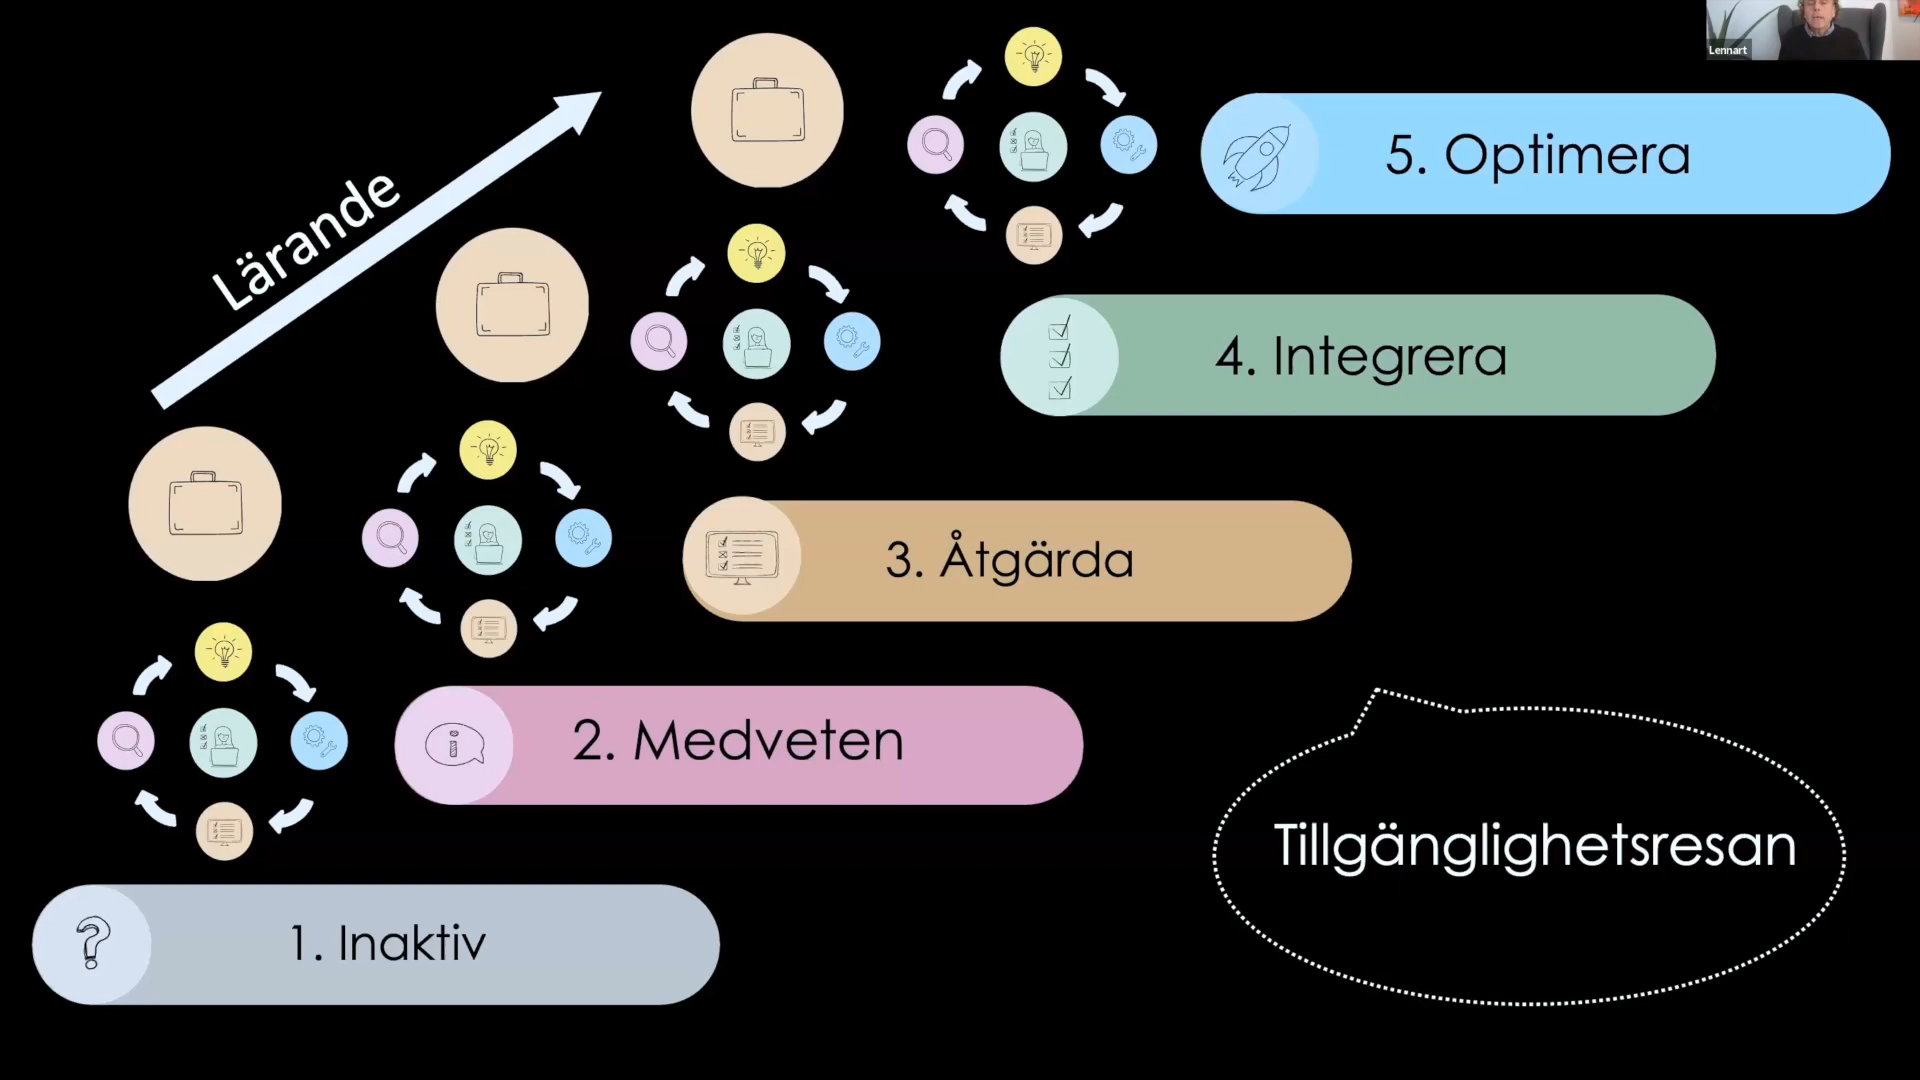 Lennart
5. Optimera
Lärande
4. Integrera
3. Åtgärda
2. Medveten
Tillgänglighetsresan
1. Inaktiv